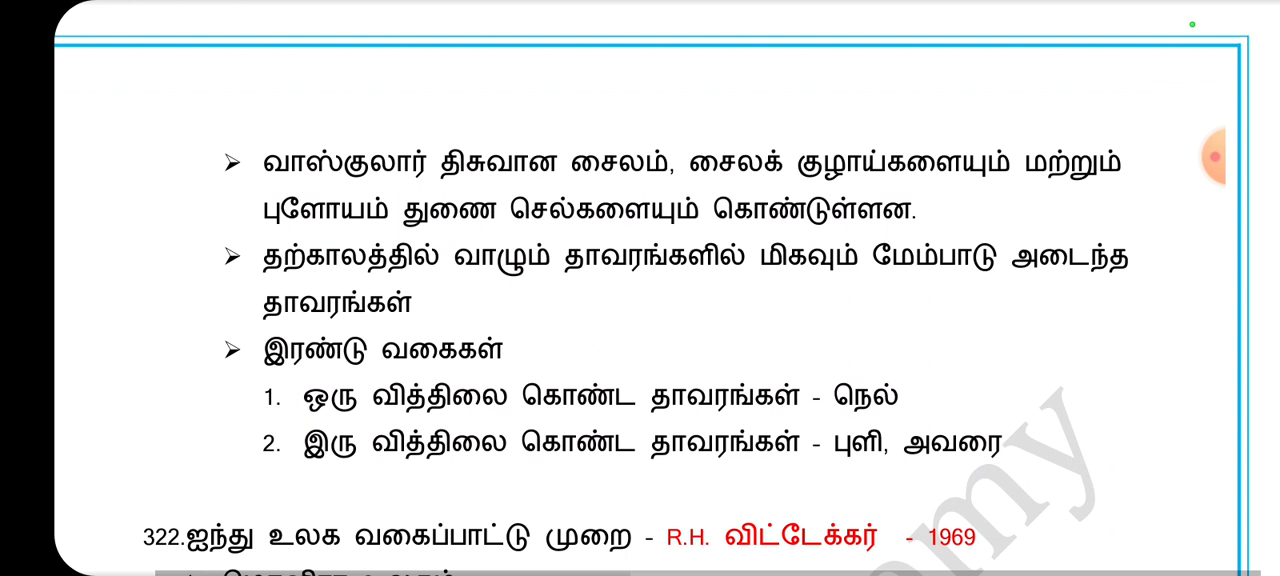 ➢ வாஸ்குலார் திசுவான சைலம், சைலக் குழாய்களையும் மற்றும்
புளோயம் துணை செல்களையும் கொண்டுள்ளன.
➢ தற்காலத்தில் வாழும் தாவரங்களில் மிகவும் மேம்பாடு அடைந்த
தாவரங்கள்
➢ இரண்டு வகைகள்
1. ஒரு வித்திலை கொண்ட தாவரங்கள் - நெல்
2. இரு வித்திலை கொண்ட தாவரங்கள் - புளி, அவரை
322.ஐந்து உலக வகைப்பாட்டு முறை - R.H. விட்டேக்கர் - 1969